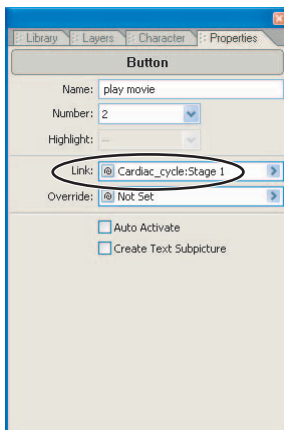 Library Layers Character Properties
Button
Name: play movie
Number: 2
Highlight: --
Link: Cardiac_cycle:Stage 1
Override: Not Set
Auto Activate
Create Text Subpicture